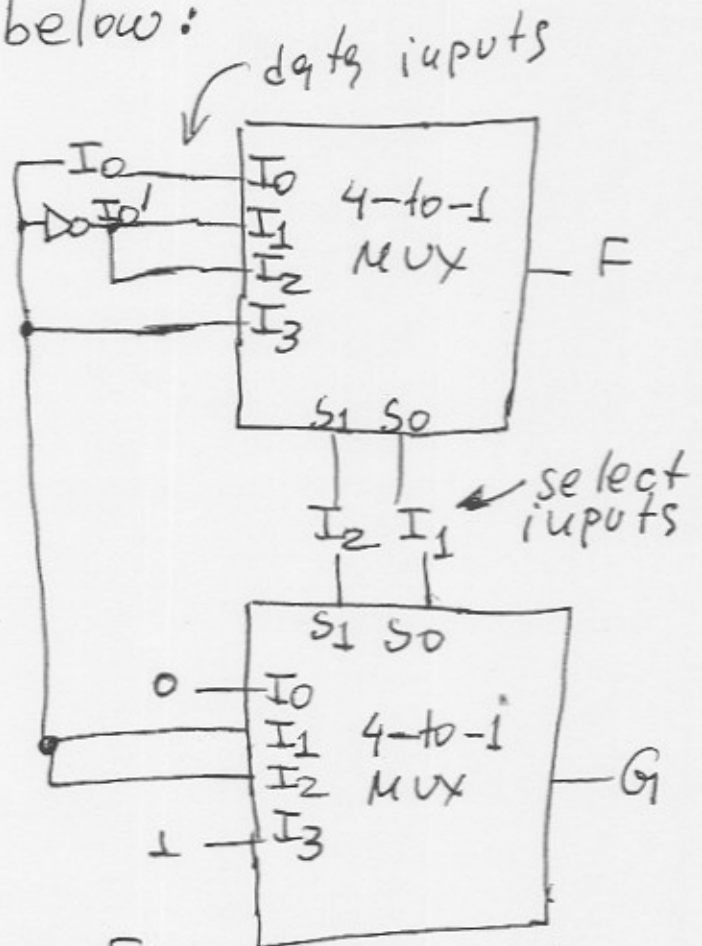 below:
data inputs
I0 I0 4-to-1
I0' I1 MUX
I2 F
I3
S1 S0
I2 I1 select
inputs
S1 S0
0 I0
I1 4-to-1
I2 MUX G
1 I3